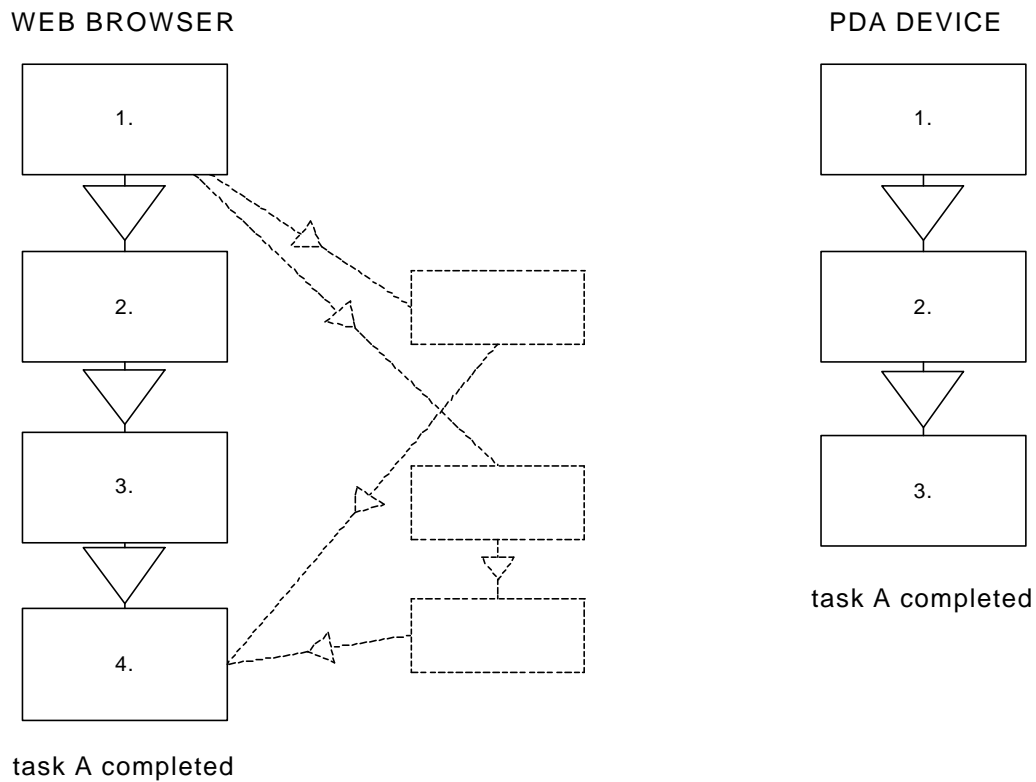 WEB BROWSER
1.
2.
3.
4.
task A completed
PDA DEVICE
1.
2.
3.
task A completed